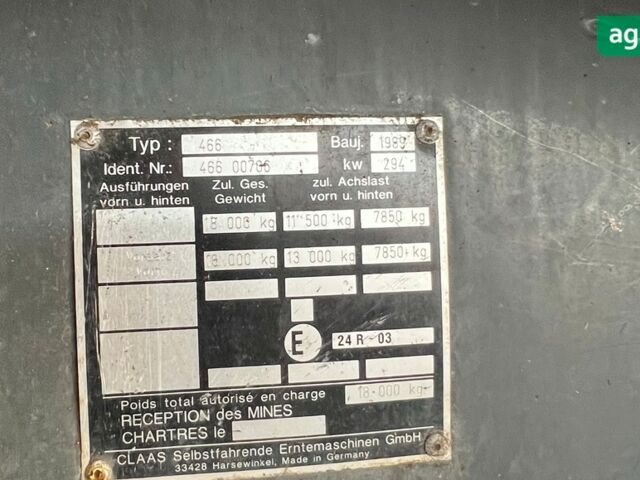 ag
Typ : 466 Bauj. 1989
Ident. Nr.: 466 00706 kw 294
Ausführungen vorn u. hinten Zul. Ges. Gewicht zul. Achslast vorn u. hinten
18 000 kg 11 500 kg 7850 kg
18 000 kg 13 000 kg 7850 kg
E 24 R - 03
Poids total autorisé en charge 18 000 kg
RECEPTION des MINES
CHARTRES le
CLAAS Selbstfahrende Erntemaschinen GmbH
33428 Harsewinkel, Made in Germany